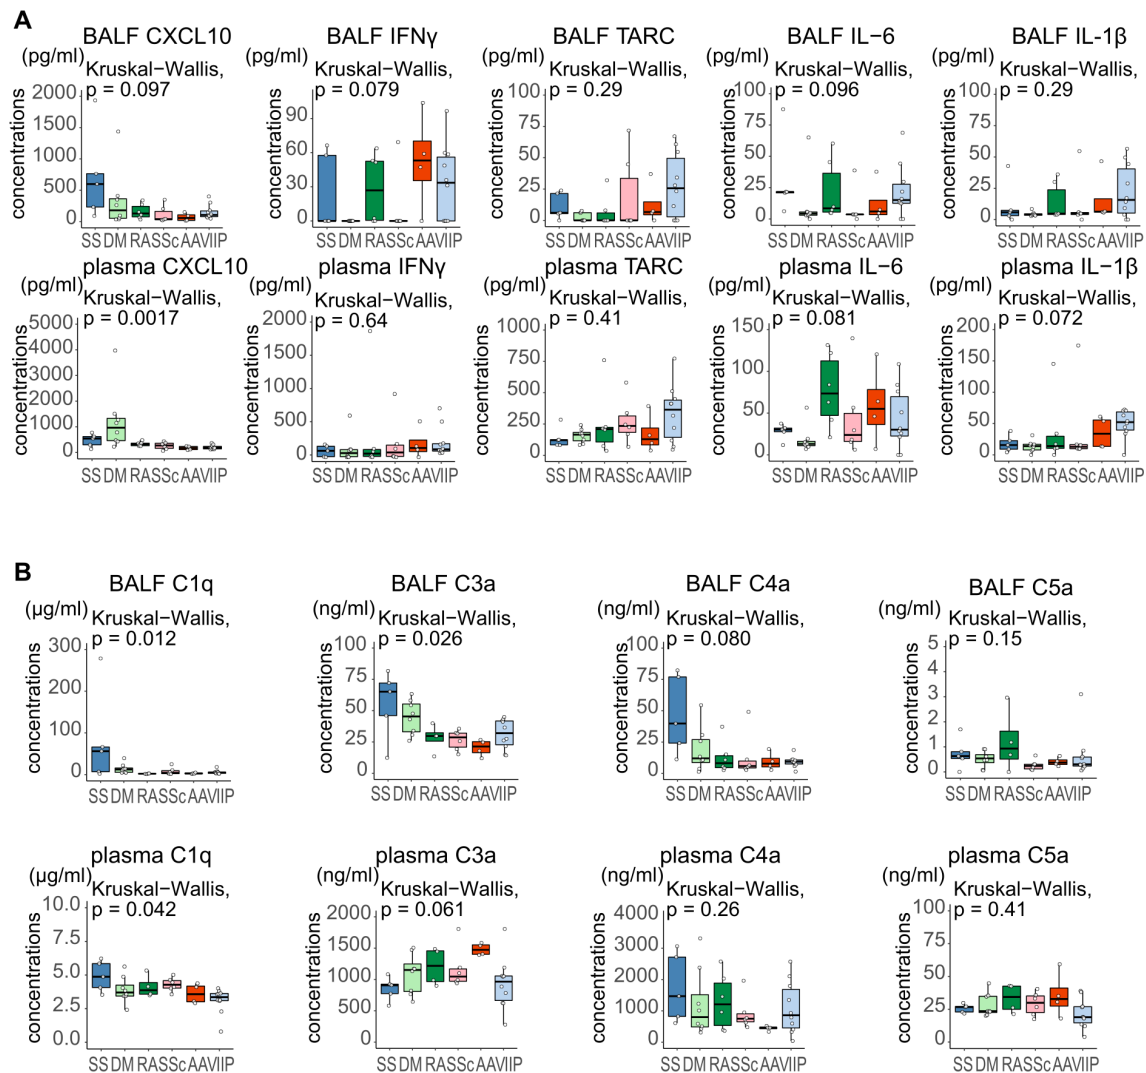 A
BALF CXCL10 BALF IFNγ BALF TARC BALF IL−6 BALF IL-1β
(pg/ml) (pg/ml) (pg/ml) (pg/ml) (pg/ml)
Kruskal−Wallis, Kruskal−Wallis, Kruskal−Wallis, Kruskal−Wallis, Kruskal−Wallis,
p = 0.097 p = 0.079 p = 0.29 p = 0.096 p = 0.29
concentrations concentrations concentrations concentrations concentrations
2000 90 100 100 100
1500 60 75 75 75
1000 30 50 50 50
500 0 25 25 25
0 0 0 0
SS DM RA SSc AAV IIP SS DM RA SSc AAV IIP SS DM RA SSc AAV IIP SS DM RA SSc AAV IIP SS DM RA SSc AAV IIP
plasma CXCL10 plasma IFNγ plasma TARC plasma IL−6 plasma IL−1β
(pg/ml) (pg/ml) (pg/ml) (pg/ml) (pg/ml)
Kruskal−Wallis, Kruskal−Wallis, Kruskal−Wallis, Kruskal−Wallis, Kruskal−Wallis,
p = 0.0017 p = 0.64 p = 0.41 p = 0.081 p = 0.072
concentrations concentrations concentrations concentrations concentrations
5000 2000 1000 150 200
4000 1500 750 100 150
3000 1000 500 50 100
2000 500 250 0 50
1000 0 0 0
0
SS DM RA SSc AAV IIP SS DM RA SSc AAV IIP SS DM RA SSc AAV IIP SS DM RA SSc AAV IIP SS DM RA SSc AAV IIP
B
BALF C1q BALF C3a BALF C4a BALF C5a
(μg/ml) (ng/ml) (ng/ml) (ng/ml)
Kruskal−Wallis, Kruskal−Wallis, Kruskal−Wallis, Kruskal−Wallis,
p = 0.012 p = 0.026 p = 0.080 p = 0.15
concentrations concentrations concentrations concentrations
300 100 100 5
200 75 75 4
100 50 50 3
0 25 25 2
0 0 1
0
SS DM RA SSc AAV IIP SS DM RA SSc AAV IIP SS DM RA SSc AAV IIP SS DM RA SSc AAV IIP
plasma C1q plasma C3a plasma C4a plasma C5a
(μg/ml) (ng/ml) (ng/ml) (ng/ml)
Kruskal−Wallis, Kruskal−Wallis, Kruskal−Wallis, Kruskal−Wallis,
p = 0.042 p = 0.061 p = 0.26 p = 0.41
concentrations concentrations concentrations concentrations
10.0 2000 4000 100
7.5 1500 3000 75
5.0 1000 2000 50
2.5 500 1000 25
0.0 0 0 0
SS DM RA SSc AAV IIP SS DM RA SSc AAV IIP SS DM RA SSc AAV IIP SS DM RA SSc AAV IIP